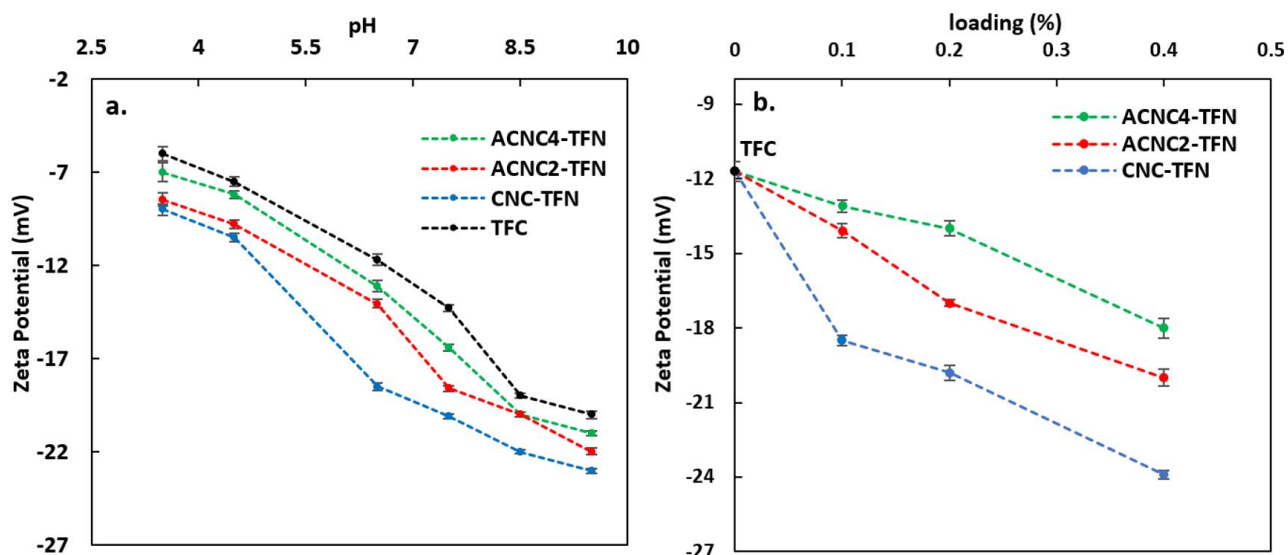 pH
2.5 4 5.5 7 8.5 10
-2
-7
-12
-17
-22
-27
Zeta Potential (mV)
a.
ACNC4-TFN
ACNC2-TFN
CNC-TFN
TFC
loading (%)
0 0.1 0.2 0.3 0.4 0.5
-9
-12
-15
-18
-21
-24
-27
Zeta Potential (mV)
b.
TFC
ACNC4-TFN
ACNC2-TFN
CNC-TFN